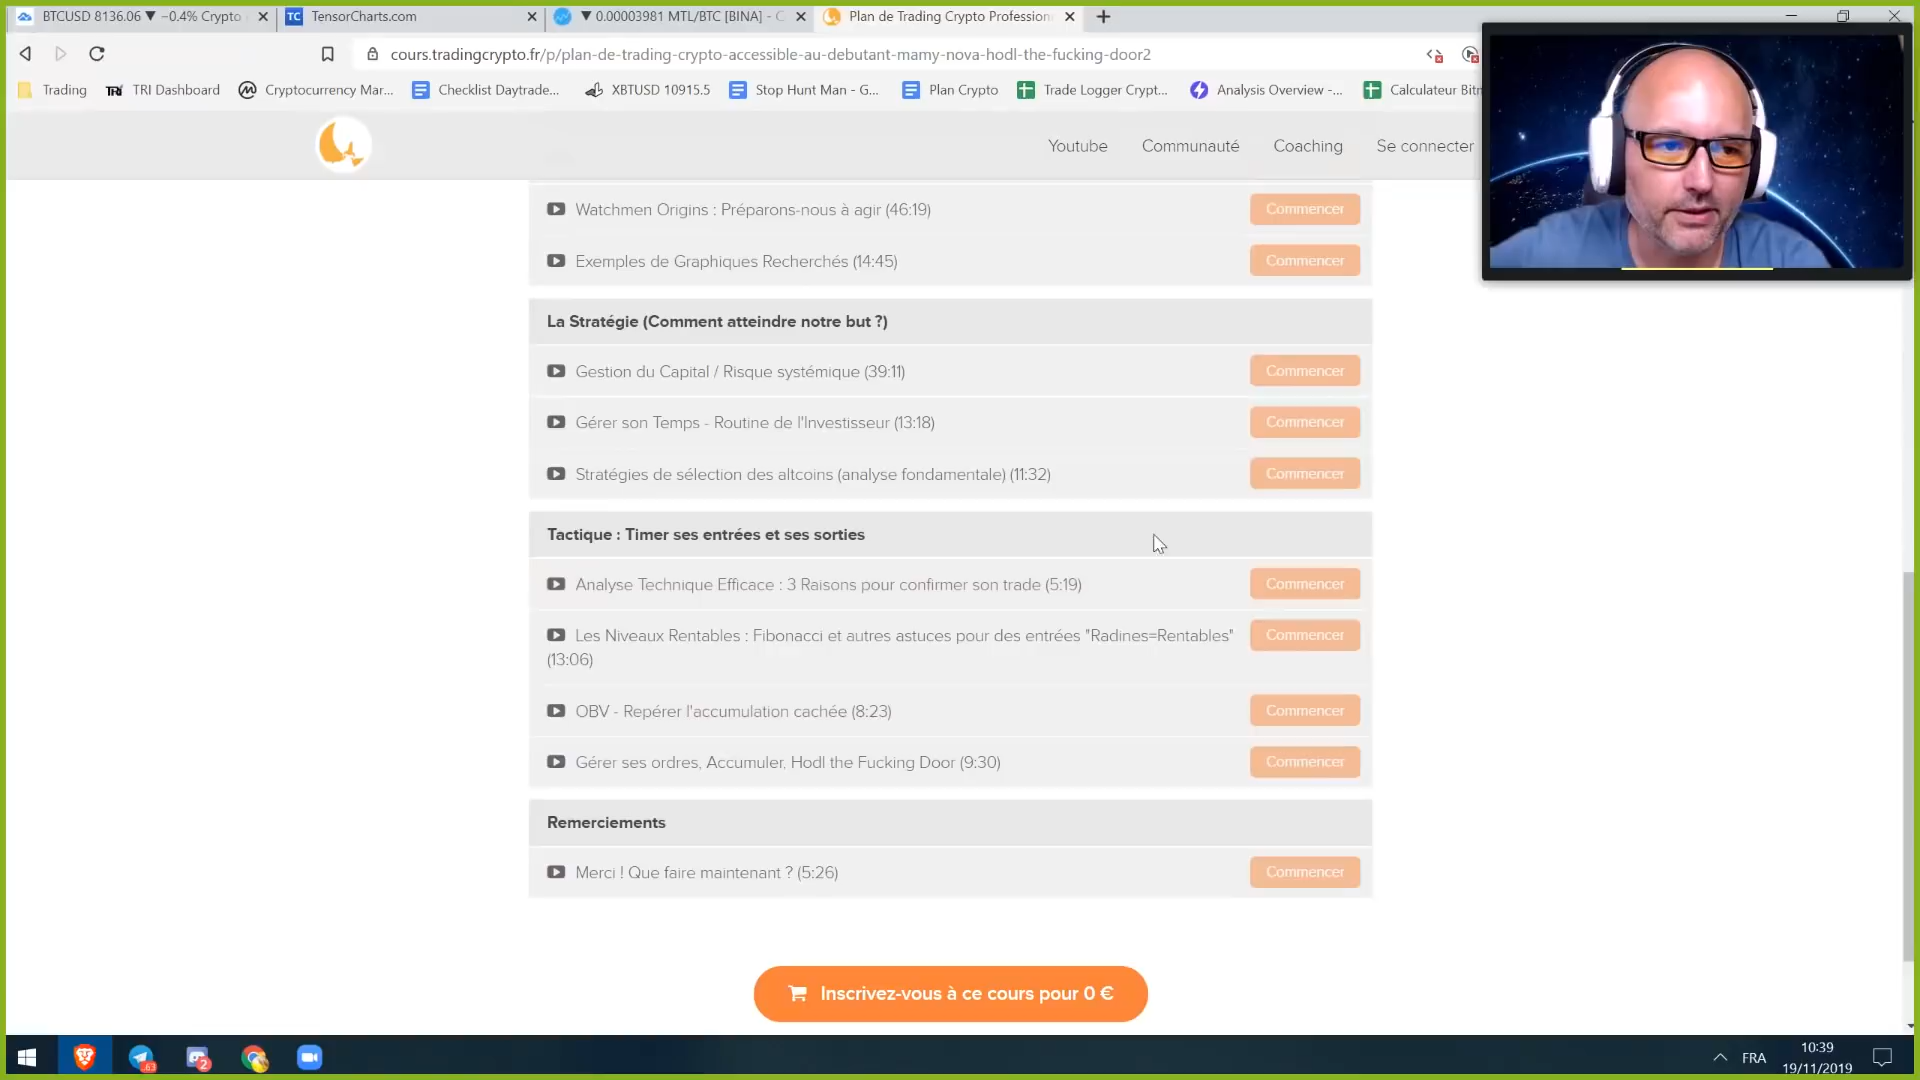 BTCUSD 8136.06 ▼ −0.4% Crypto
TC TensorCharts.com
▼ 0.00003981 MTL/BTC [BINA] - C
Plan de Trading Crypto Profession
cours.tradingcrypto.fr/p/plan-de-trading-crypto-accessible-au-debutant-mamy-nova-hodl-the-fucking-door2
Trading
TRI Dashboard
Cryptocurrency Mar...
Checklist Daytrade...
XBTUSD 10915.5
Stop Hunt Man - G...
Plan Crypto
Trade Logger Crypt...
Analysis Overview -...
Calculateur Bitm
Youtube
Communauté
Coaching
Se connecter
Watchmen Origins : Préparons-nous à agir (46:19)
Commencer
Exemples de Graphiques Recherchés (14:45)
Commencer
La Stratégie (Comment atteindre notre but ?)
Gestion du Capital / Risque systémique (39:11)
Commencer
Gérer son Temps - Routine de l'Investisseur (13:18)
Commencer
Stratégies de sélection des altcoins (analyse fondamentale) (11:32)
Commencer
Tactique : Timer ses entrées et ses sorties
Analyse Technique Efficace : 3 Raisons pour confirmer son trade (5:19)
Commencer
Les Niveaux Rentables : Fibonacci et autres astuces pour des entrées "Radines=Rentables"
(13:06)
Commencer
OBV - Repérer l'accumulation cachée (8:23)
Commencer
Gérer ses ordres, Accumuler, Hodl the Fucking Door (9:30)
Commencer
Remerciements
Merci ! Que faire maintenant ? (5:26)
Commencer
Inscrivez-vous à ce cours pour 0 €
63
2
FRA
10:39
19/11/2019